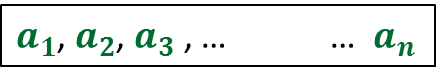 a₁, a₂, a₃ , ... ... aₙ